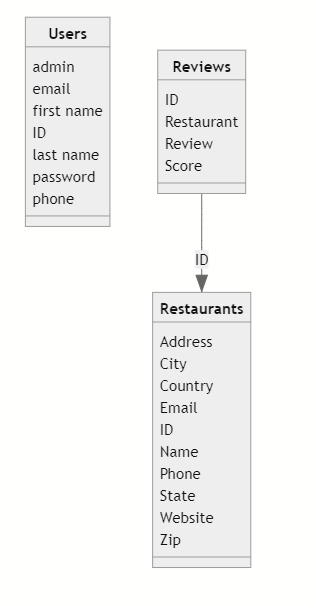 Users
admin
email
first name
ID
last name
password
phone
Reviews
ID
Restaurant
Review
Score
ID
Restaurants
Address
City
Country
Email
ID
Name
Phone
State
Website
Zip